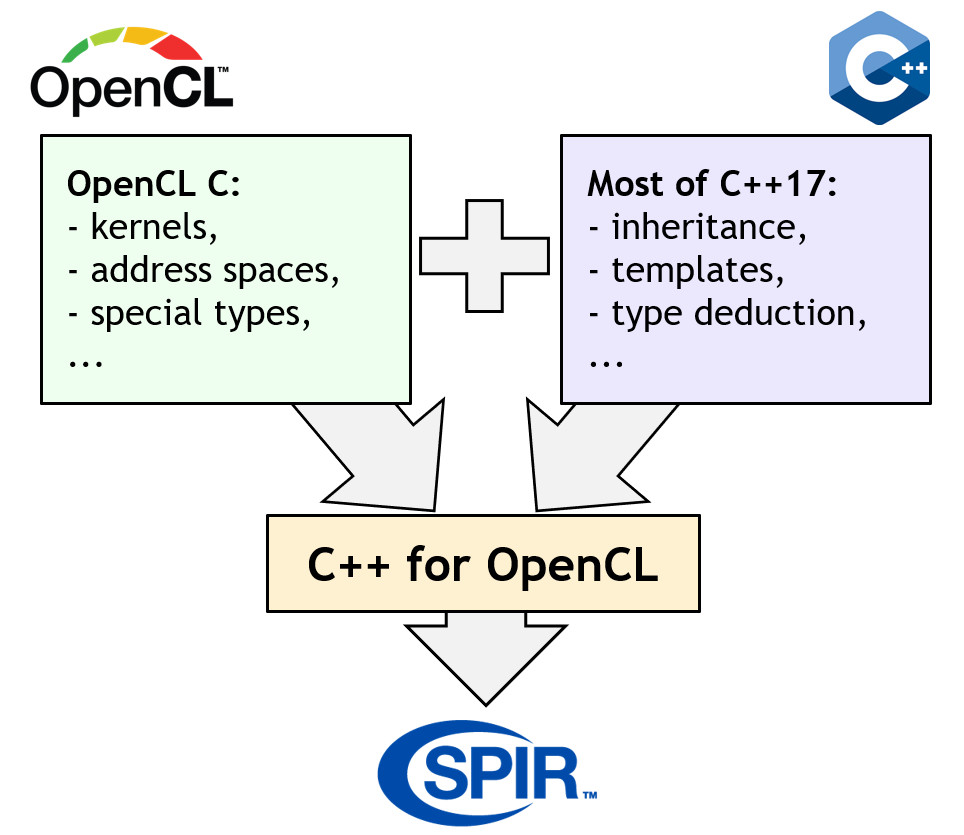 OpenCL™
C++
OpenCL C:
- kernels,
- address spaces,
- special types,
...
Most of C++17:
- inheritance,
- templates,
- type deduction,
...
C++ for OpenCL
SPIR™